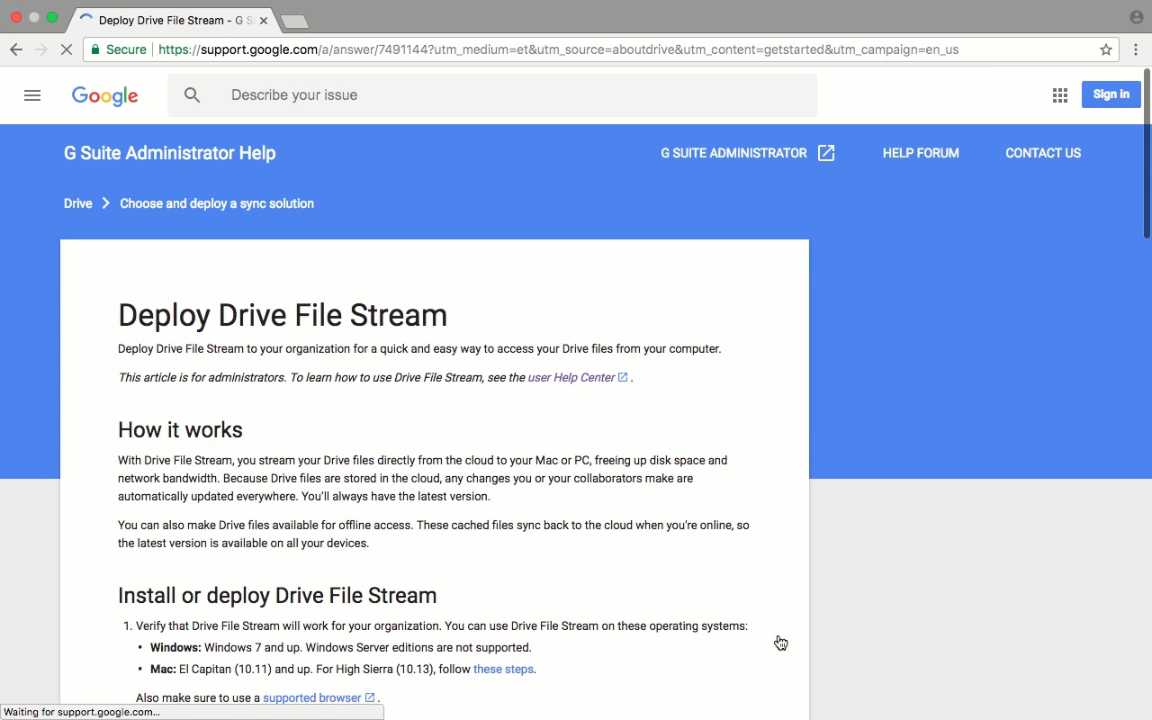 Deploy Drive File Stream - G S
Secure | https://support.google.com/a/answer/7491144?utm_medium=et&utm_source=aboutdrive&utm_content=getstarted&utm_campaign=en_us
Google
Describe your issue
Sign in
G Suite Administrator Help
G SUITE ADMINISTRATOR
HELP FORUM
CONTACT US
Drive > Choose and deploy a sync solution
Deploy Drive File Stream
Deploy Drive File Stream to your organization for a quick and easy way to access your Drive files from your computer.
This article is for administrators. To learn how to use Drive File Stream, see the user Help Center .
How it works
With Drive File Stream, you stream your Drive files directly from the cloud to your Mac or PC, freeing up disk space and
network bandwidth. Because Drive files are stored in the cloud, any changes you or your collaborators make are
automatically updated everywhere. You'll always have the latest version.
You can also make Drive files available for offline access. These cached files sync back to the cloud when you're online, so
the latest version is available on all your devices.
Install or deploy Drive File Stream
1. Verify that Drive File Stream will work for your organization. You can use Drive File Stream on these operating systems:
• Windows: Windows 7 and up. Windows Server editions are not supported.
• Mac: El Capitan (10.11) and up. For High Sierra (10.13), follow these steps.
Also make sure to use a supported browser .
Waiting for support.google.com...